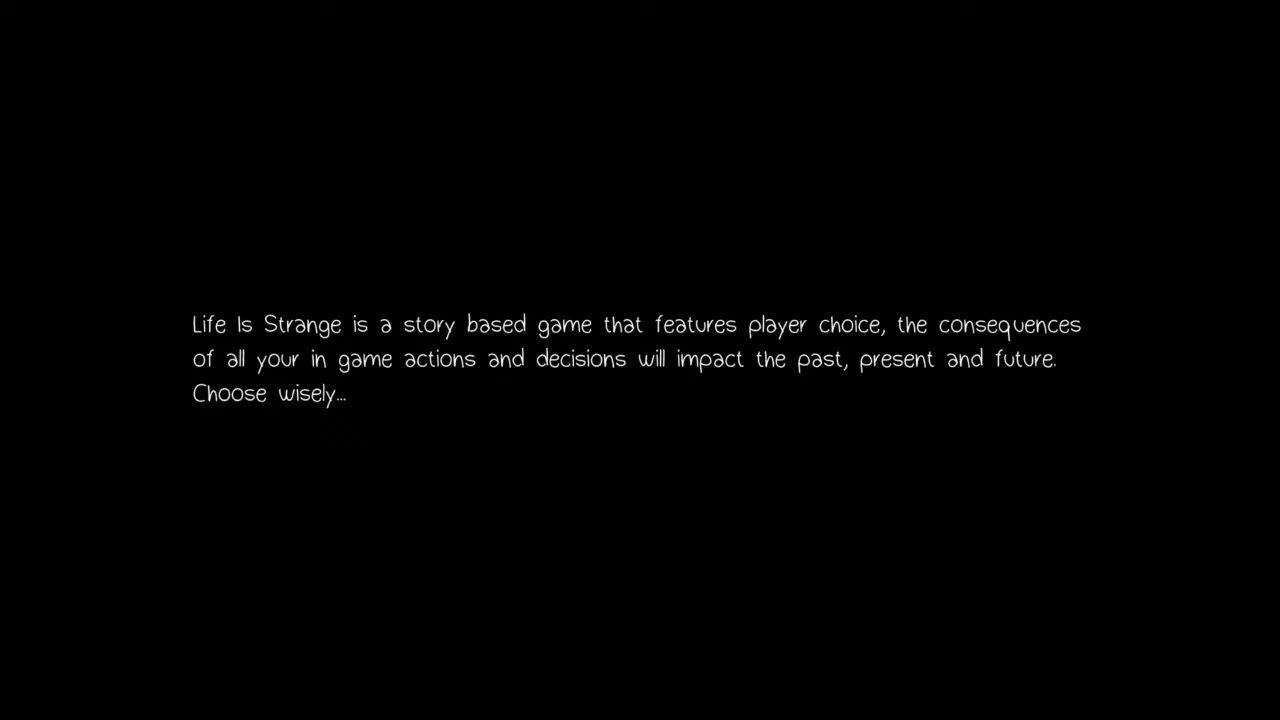 Life Is Strange is a story based game that features player choice, the consequences
of all your in game actions and decisions will impact the past, present and future.
Choose wisely...